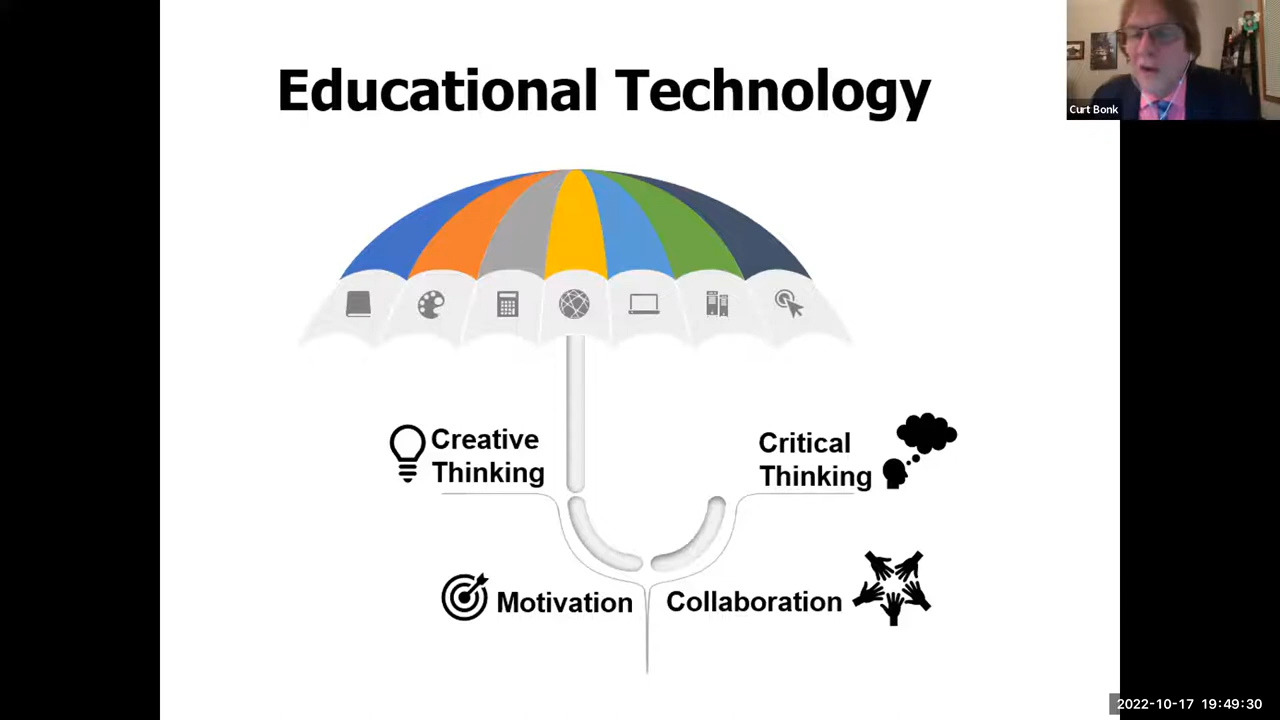 Educational Technology
Curt Bonk
Creative
Thinking
Critical
Thinking
Motivation
Collaboration
2022-10-17 19:49:30